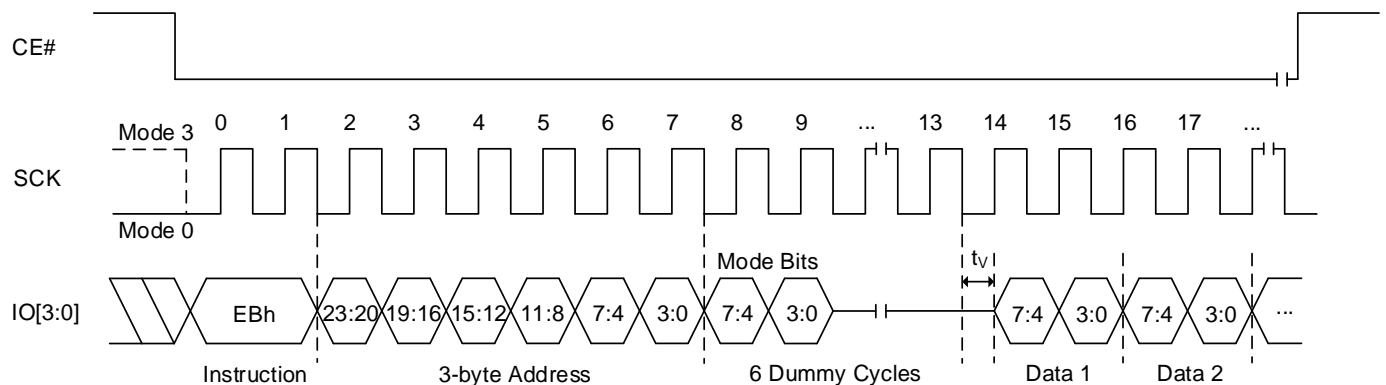 CE#
0 1 2 3 4 5 6 7 8 9 ... 13 14 15 16 17 ...
Mode 3
SCK
Mode 0
Mode Bits
tV
IO[3:0] EBh 23:20 19:16 15:12 11:8 7:4 3:0 7:4 3:0 7:4 3:0 7:4 3:0 ...
Instruction 3-byte Address 6 Dummy Cycles Data 1 Data 2